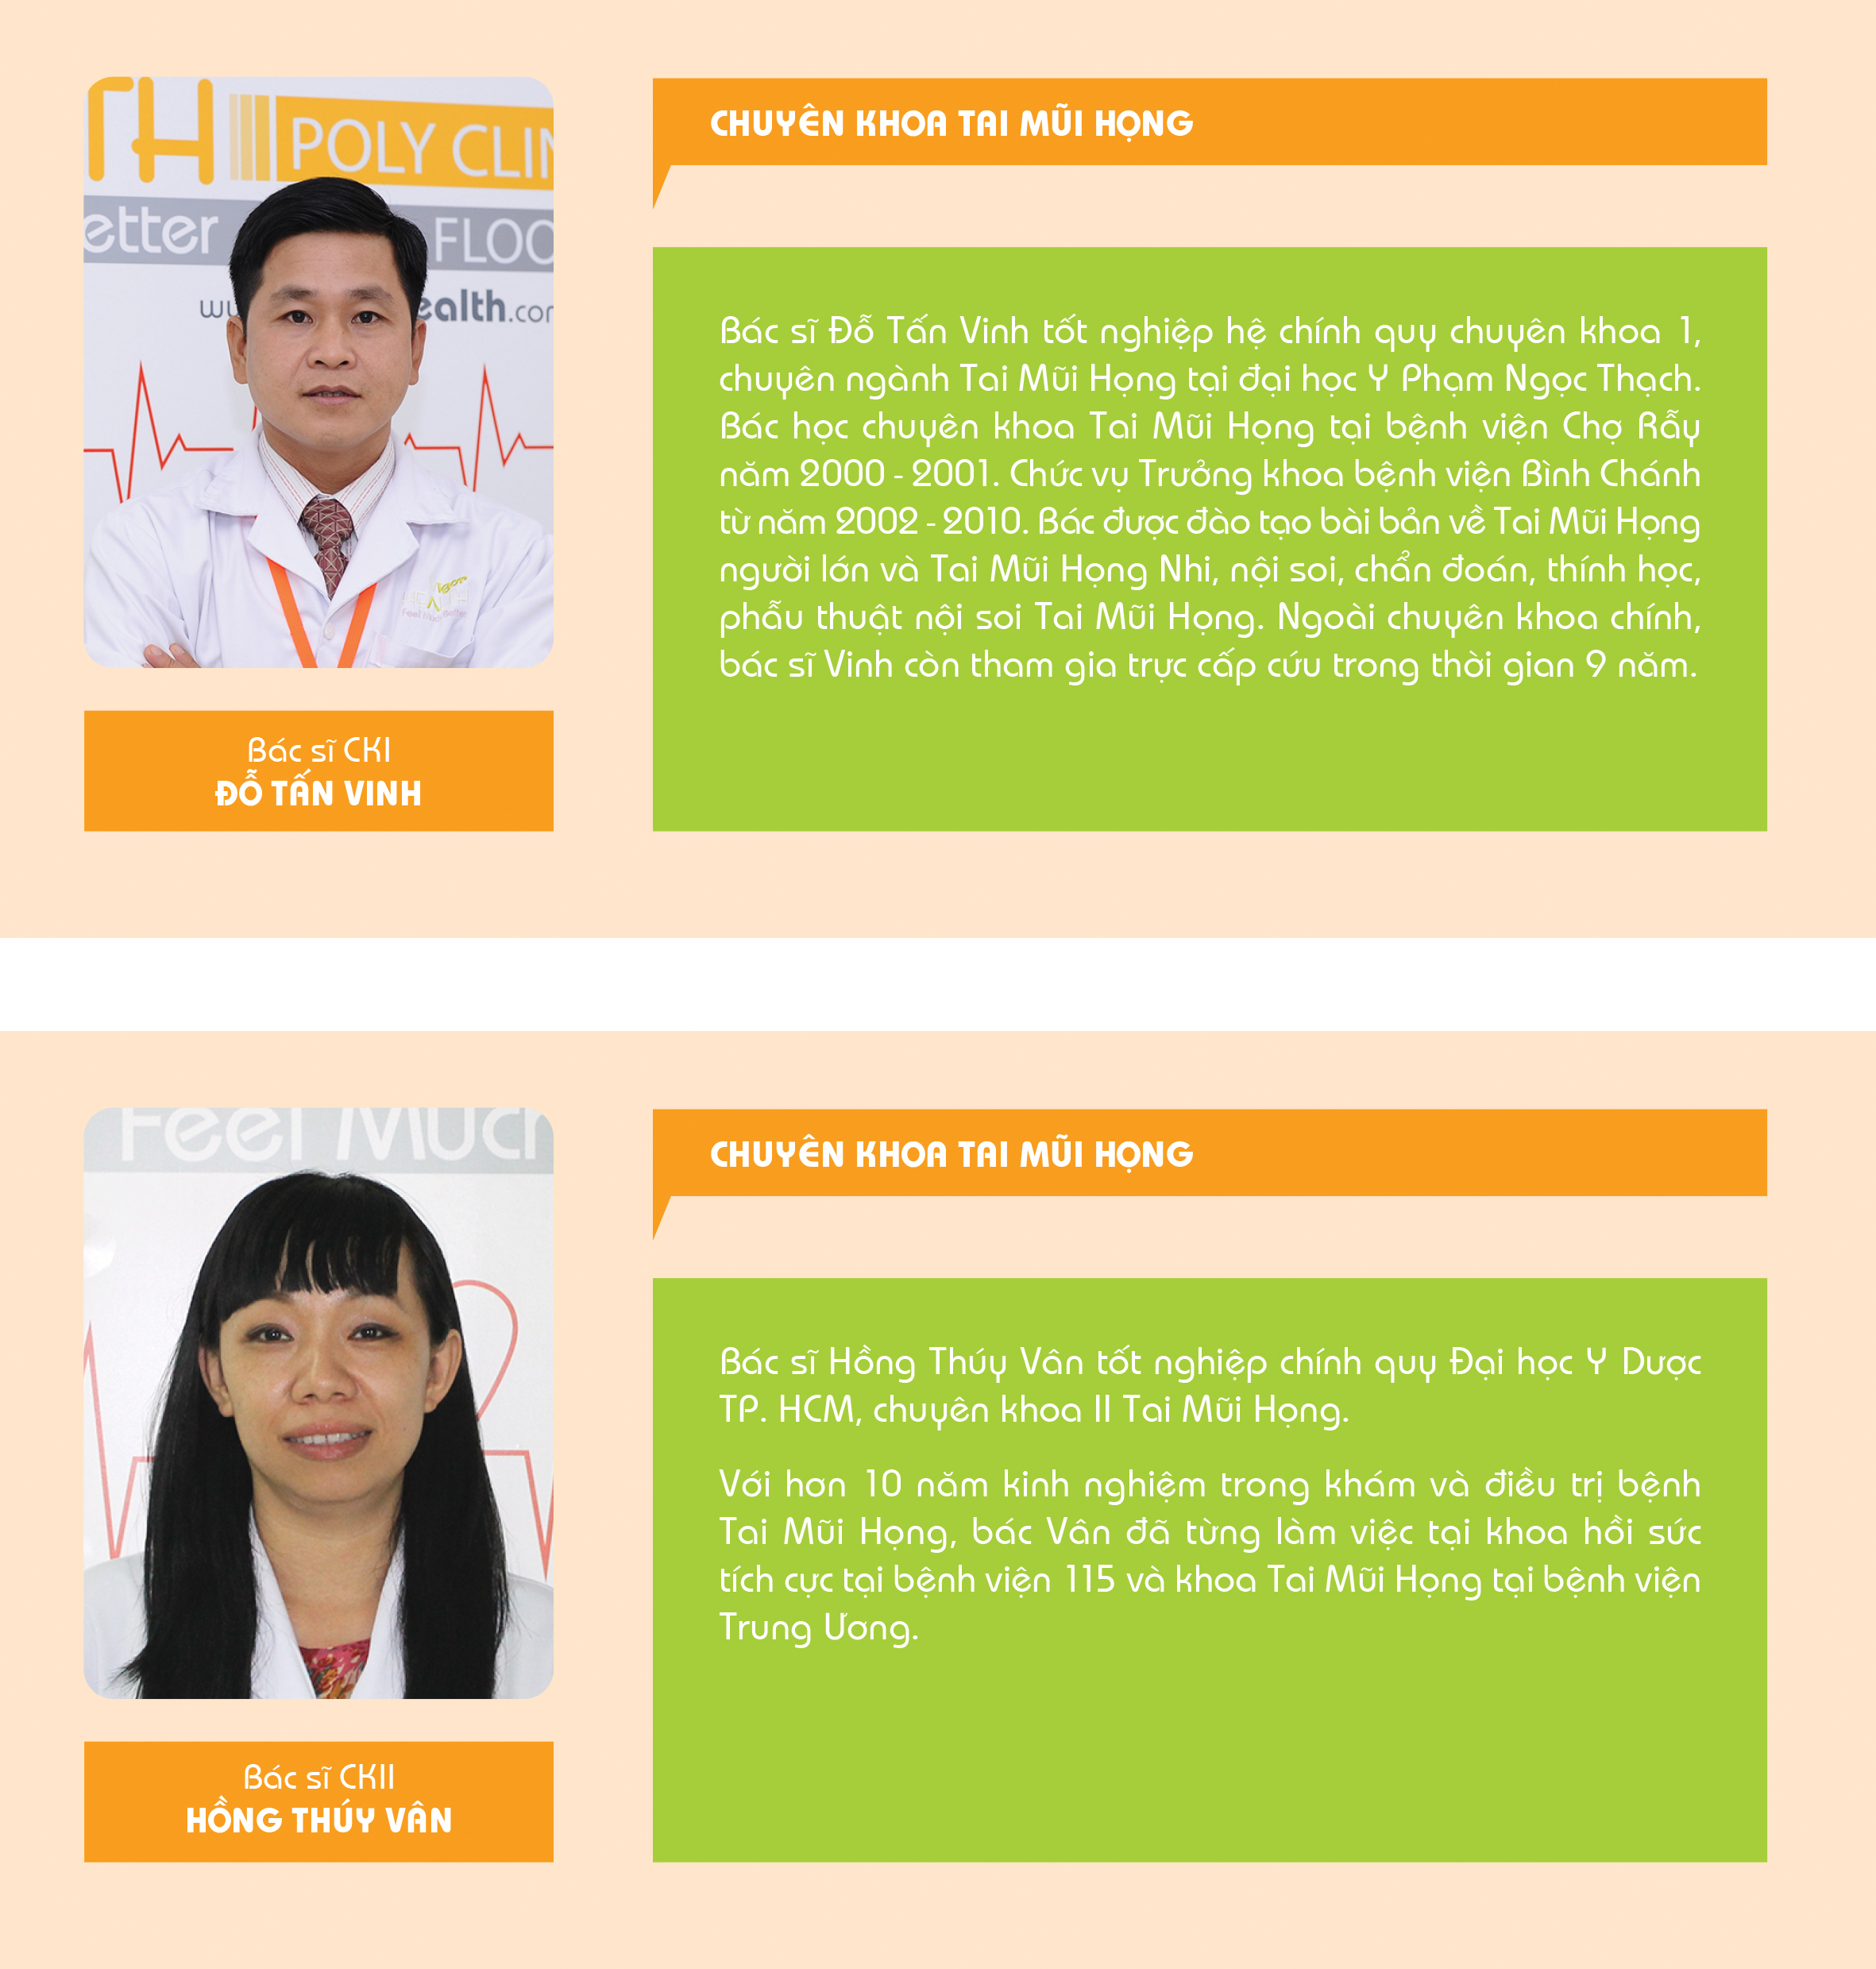 TH POLY CLIN
etter FLOO
wu ealth.com
Feel Much Better
CHUYÊN KHOA TAI MŨI HỌNG
Bác sĩ Đỗ Tấn Vinh tốt nghiệp hệ chính quy chuyên khoa 1,
chuyên ngành Tai Mũi Họng tại đại học Y Phạm Ngọc Thạch.
Bác học chuyên khoa Tai Mũi Họng tại bệnh viện Chợ Rẫy
năm 2000 - 2001. Chức vụ Trưởng khoa bệnh viện Bình Chánh
từ năm 2002 - 2010. Bác được đào tạo bài bản về Tai Mũi Họng
người lớn và Tai Mũi Họng Nhi, nội soi, chẩn đoán, thính học,
phẫu thuật nội soi Tai Mũi Họng. Ngoài chuyên khoa chính,
bác sĩ Vinh còn tham gia trực cấp cứu trong thời gian 9 năm.
Bác sĩ CKI
ĐỖ TẤN VINH
Feel Much
CHUYÊN KHOA TAI MŨI HỌNG
Bác sĩ Hồng Thúy Vân tốt nghiệp chính quy Đại học Y Dược
TP. HCM, chuyên khoa II Tai Mũi Họng.
Với hơn 10 năm kinh nghiệm trong khám và điều trị bệnh
Tai Mũi Họng, bác Vân đã từng làm việc tại khoa hồi sức
tích cực tại bệnh viện 115 và khoa Tai Mũi Họng tại bệnh viện
Trung Ương.
Bác sĩ CKII
HỒNG THÚY VÂN